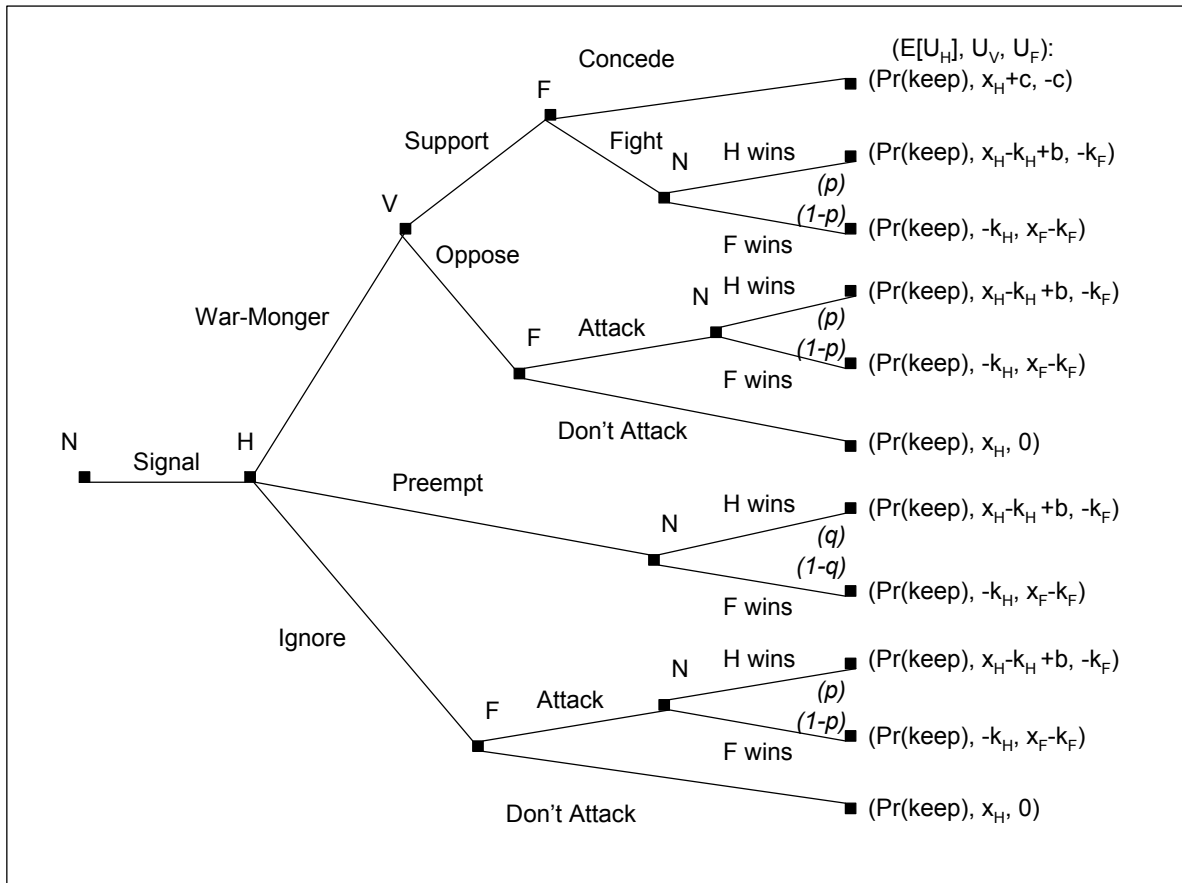 (E[U_H], U_V, U_F):
Concede
(Pr(keep), x_H+c, -c)
F
Support
Fight
N
H wins
(Pr(keep), x_H-k_H+b, -k_F)
(p)
(1-p)
V
F wins
(Pr(keep), -k_H, x_F-k_F)
Oppose
H wins
(Pr(keep), x_H-k_H +b, -k_F)
N
War-Monger
Attack
(p)
F
(1-p)
(Pr(keep), -k_H, x_F-k_F)
F wins
Don't Attack
N
H
(Pr(keep), x_H, 0)
Signal
Preempt
H wins
(Pr(keep), x_H-k_H +b, -k_F)
N
(q)
(1-q)
(Pr(keep), -k_H, x_F-k_F)
F wins
Ignore
H wins
(Pr(keep), x_H-k_H +b, -k_F)
N
Attack
(p)
F
(1-p)
(Pr(keep), -k_H, x_F-k_F)
F wins
Don't Attack
(Pr(keep), x_H, 0)